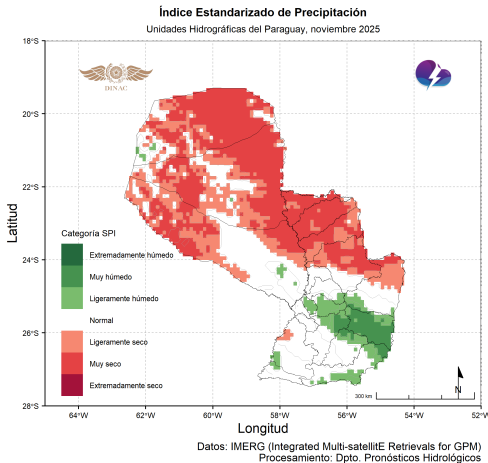 Índice Estandarizado de Precipitación
Unidades Hidrográficas del Paraguay, noviembre 2025
18°S
20°S
22°S
24°S
26°S
28°S
Latitud
DINAC
Categoría SPI
Extremadamente húmedo
Muy húmedo
Ligeramente húmedo
Normal
Ligeramente seco
Muy seco
Extremadamente seco
N
300 km
64°W
62°W
60°W
58°W
56°W
54°W
52°W
Longitud
Datos: IMERG (Integrated Multi-satellitE Retrievals for GPM)
Procesamiento: Dpto. Pronósticos Hidrológicos